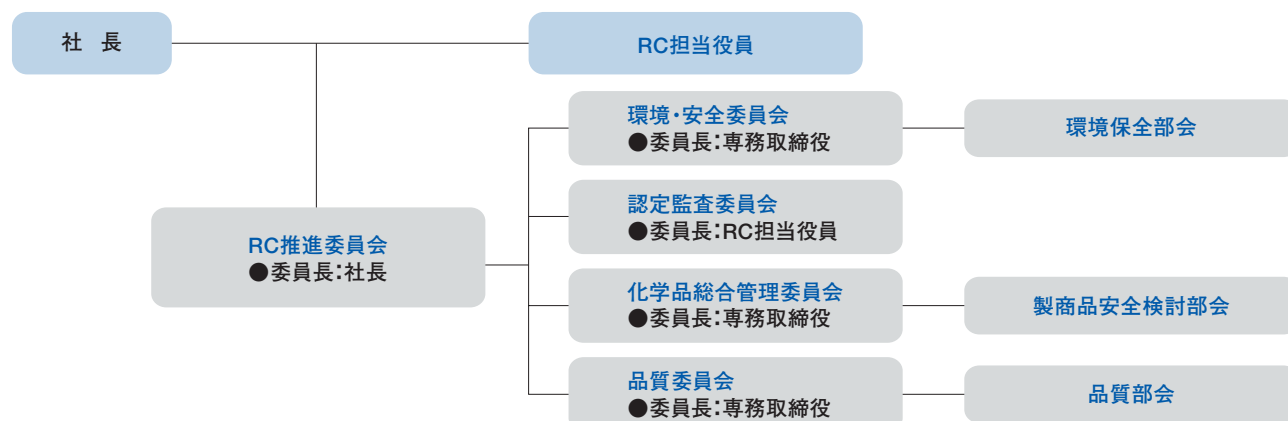 社 長
RC担当役員
RC推進委員会
●委員長：社長
環境・安全委員会
●委員長：専務取締役
環境保全部会
認定監査委員会
●委員長：RC担当役員
化学品総合管理委員会
●委員長：専務取締役
製商品安全検討部会
品質委員会
●委員長：専務取締役
品質部会